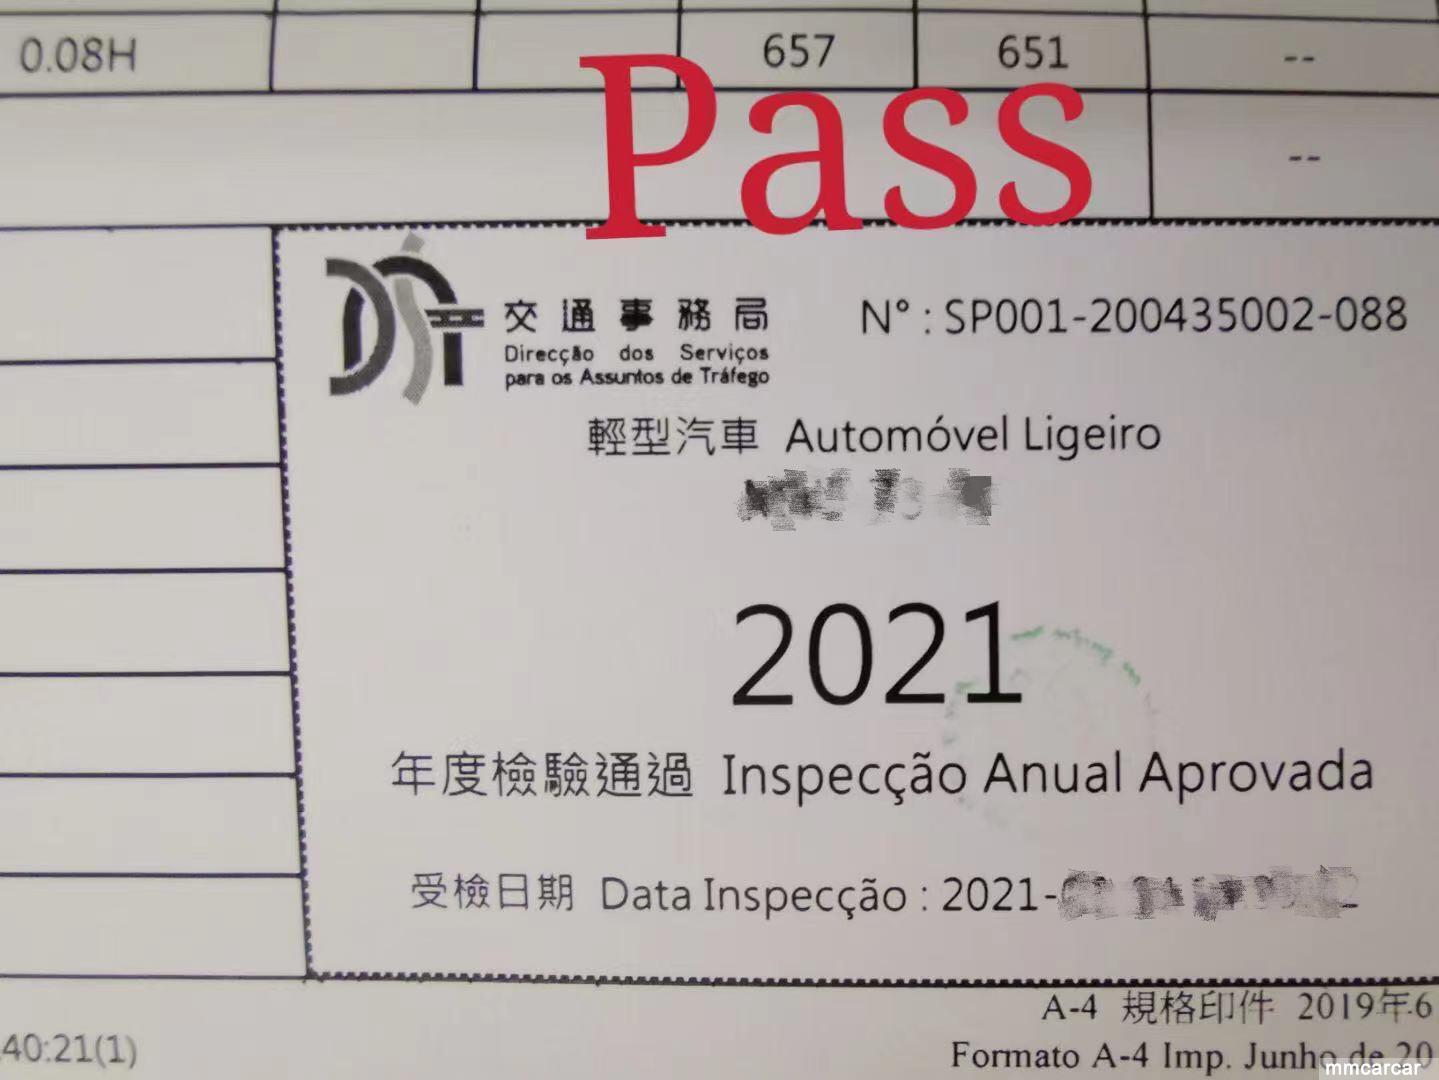 0.08H 657 651 --
Pass
--
交通事務局
Direcção dos Serviços
para os Assuntos de Tráfego
N° : SP001-200435002-088
輕型汽車 Automóvel Ligeiro
2021
年度檢驗通過 Inspecção Anual Aprovada
受檢日期 Data Inspecção : 2021-
A-4 規格印件 2019年6
Formato A-4 Imp. Junho de 20
40:21(1)
mmcarcar